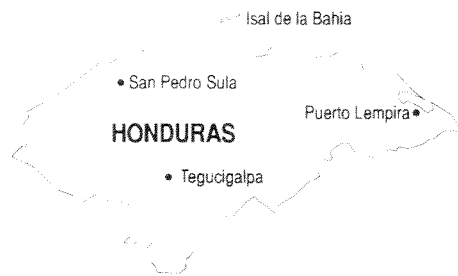 Isal de la Bahia
San Pedro Sula
Puerto Lempira
HONDURAS
Tegucigalpa